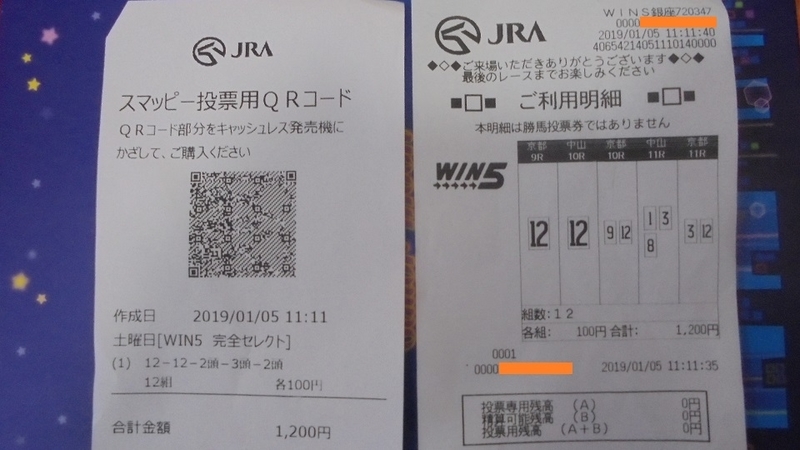 JRA
スマッピー投票用QRコード
QRコード部分をキャッシュレス発売機に
かざして、ご購入ください
作成日 2019/01/05 11:11
土曜日[WIN5 完全セレクト]
(1) 12-12-2頭-3頭-2頭
12組 各100円
合計金額 1,200円
WINS銀座720347
0000
2019/01/05 11:11:40
40654214051110140000
JRA
◆◇◆ご来場いただきありがとうございます◆◇◆
最後のレースまでお楽しみください
■□■ ご利用明細 ■□■
本明細は勝馬投票券ではありません
WIN5
京都 中山 京都 中山 京都
9R 10R 10R 11R 11R
12 12 9 12 1 3 3 12
8
組数:12
各組: 100円 合計: 1,200円
0001
0000 2019/01/05 11:11:35
投票専用残高 (A) 0円
精算可能残高 (B) 0円
投票用残高 (A+B) 0円